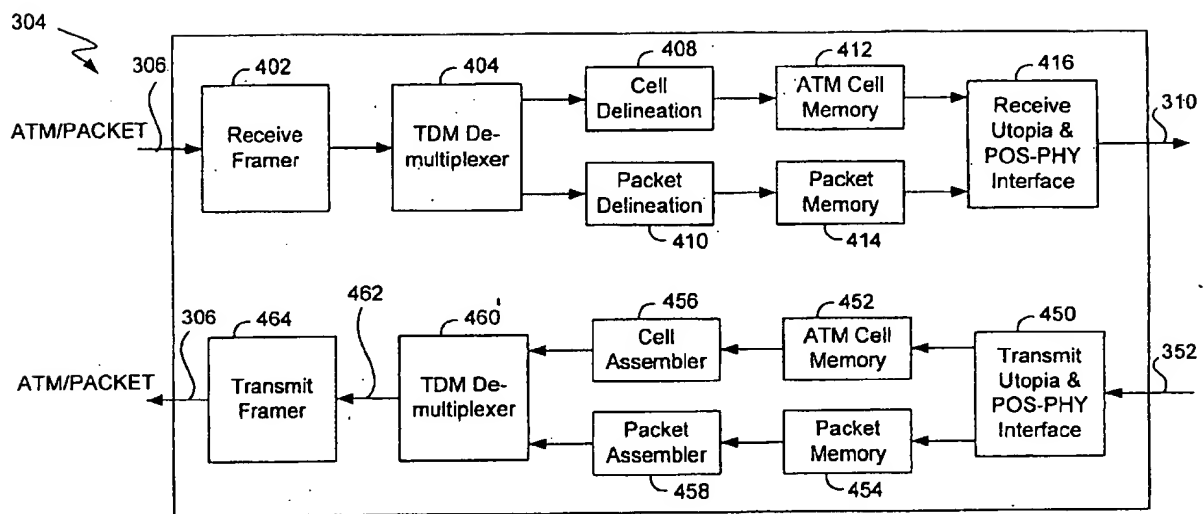 304
306
402
404
408
412
416
310
ATM/PACKET
Receive
Framer
TDM De-
multiplexer
Cell
Delineation
ATM Cell
Memory
Receive
Utopia &
POS-PHY
Interface
Packet
Delineation
Packet
Memory
410
414
306
464
462
460
456
452
450
352
ATM/PACKET
Transmit
Framer
TDM De-
multiplexer
Cell
Assembler
ATM Cell
Memory
Transmit
Utopia &
POS-PHY
Interface
Packet
Assembler
Packet
Memory
458
454